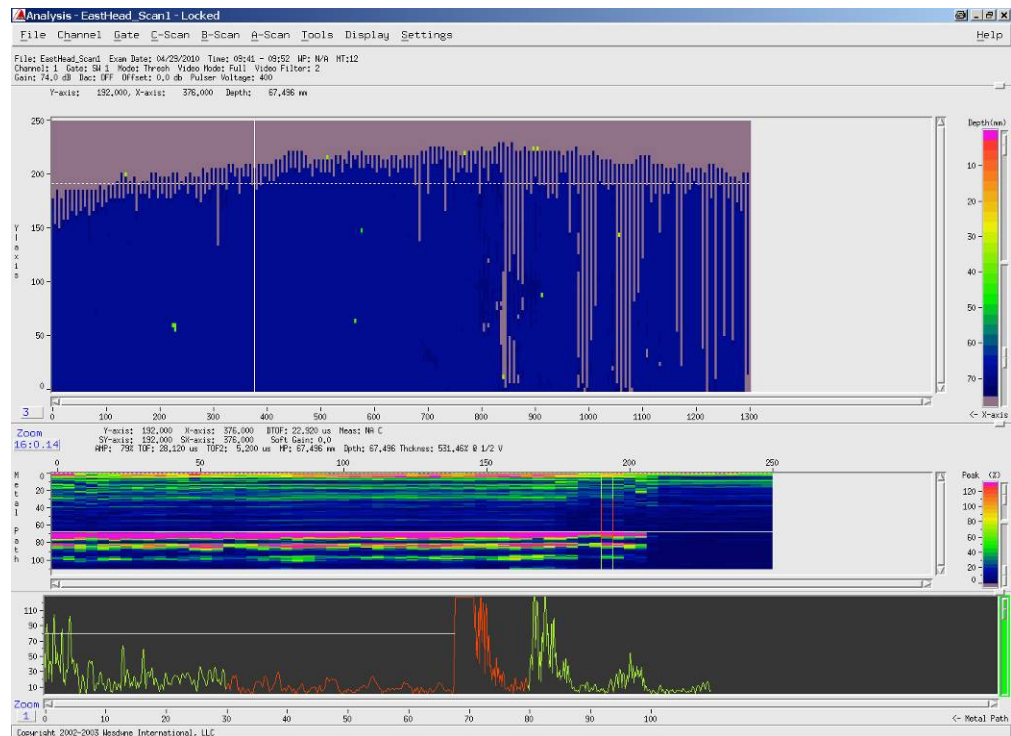 Analysis - EastHead_Scan1 - Locked
File Channel Gate C-Scan B-Scan A-Scan Tools Display Settings Help
File: EastHead_Scan1 Exam Date: 04/29/2010 Time: 09:41 - 09:52 WP: N/A MT:12
Channel: 1 Gate: SW 1 Mode: Thresh Video Mode: Full Video Filter: 2
Gain: 74.0 dB Dac: OFF Offset: 0.0 db Pulser Voltage: 400
Y-axis: 192.000, X-axis: 376.000 Depth: 67.496 mm
Depth(mm)
250
200
150
100
50
0
Y-axis
10
20
30
40
50
60
70
3
0 100 200 300 400 500 600 700 800 900 1000 1100 1200 1300
<- X-axis
Zoom
16:0.14
Y-axis: 192.000 X-axis: 376.000 DTOF: 22.920 us Meas: NA C
SY-axis: 192.000 SX-axis: 376.000 Soft Gain: 0.0
AMP: 79% TOF: 28.120 us TOF2: 5.200 us MP: 67.496 mm Dpth: 67.496 Thcknss: 531.46% @ 1/2 V
0 50 100 150 200 250
Metal Path
0
20
40
60
80
100
Peak (%)
120
100
80
60
40
20
0
110
90
70
50
30
10
Zoom
1
0 10 20 30 40 50 60 70 80 90 100
<- Metal Path
Copyright 2002-2003 Wesdyne International, LLC